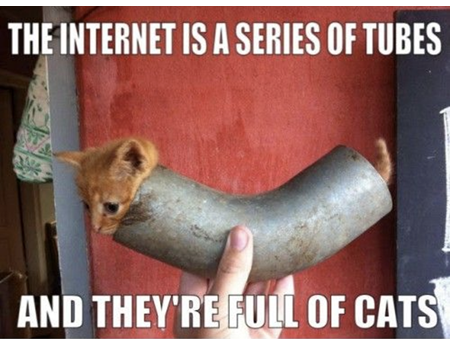 THE INTERNET IS A SERIES OF TUBES
AND THEY'RE FULL OF CATS